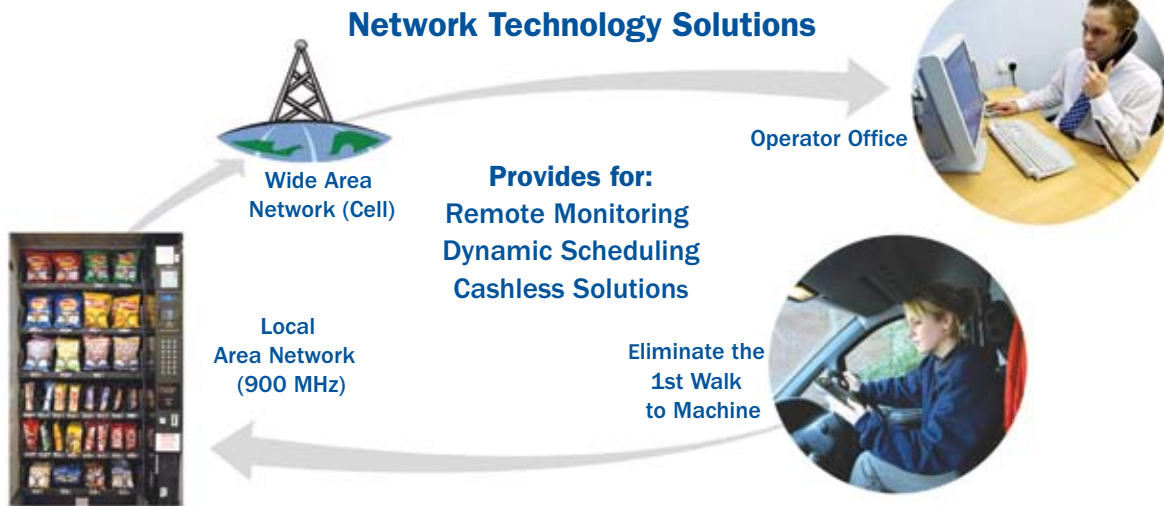 Network Technology Solutions
Operator Office
Wide Area
Network (Cell)
Provides for:
Remote Monitoring
Dynamic Scheduling
Cashless Solutions
Local
Area Network
(900 MHz)
Eliminate the
1st Walk
to Machine